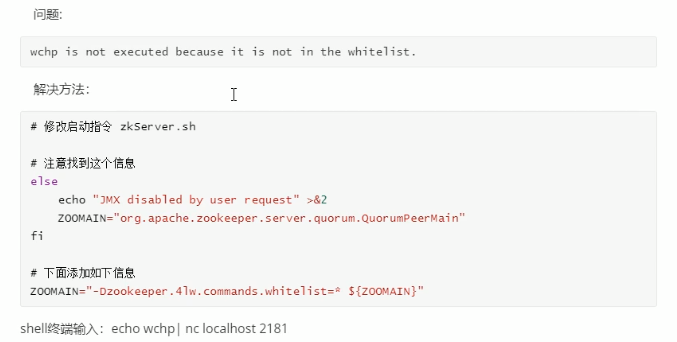 问题:
wchp is not executed because it is not in the whitelist.
解决方法:
# 修改启动指令 zkServer.sh
# 注意找到这个信息
else
    echo "JMX disabled by user request" >&2
    ZOOMAIN="org.apache.zookeeper.server.quorum.QuorumPeerMain"
fi
# 下面添加如下信息
ZOOMAIN="-Dzookeeper.4lw.commands.whitelist=* ${ZOOMAIN}"
shell终端输入：echo wchp| nc localhost 2181